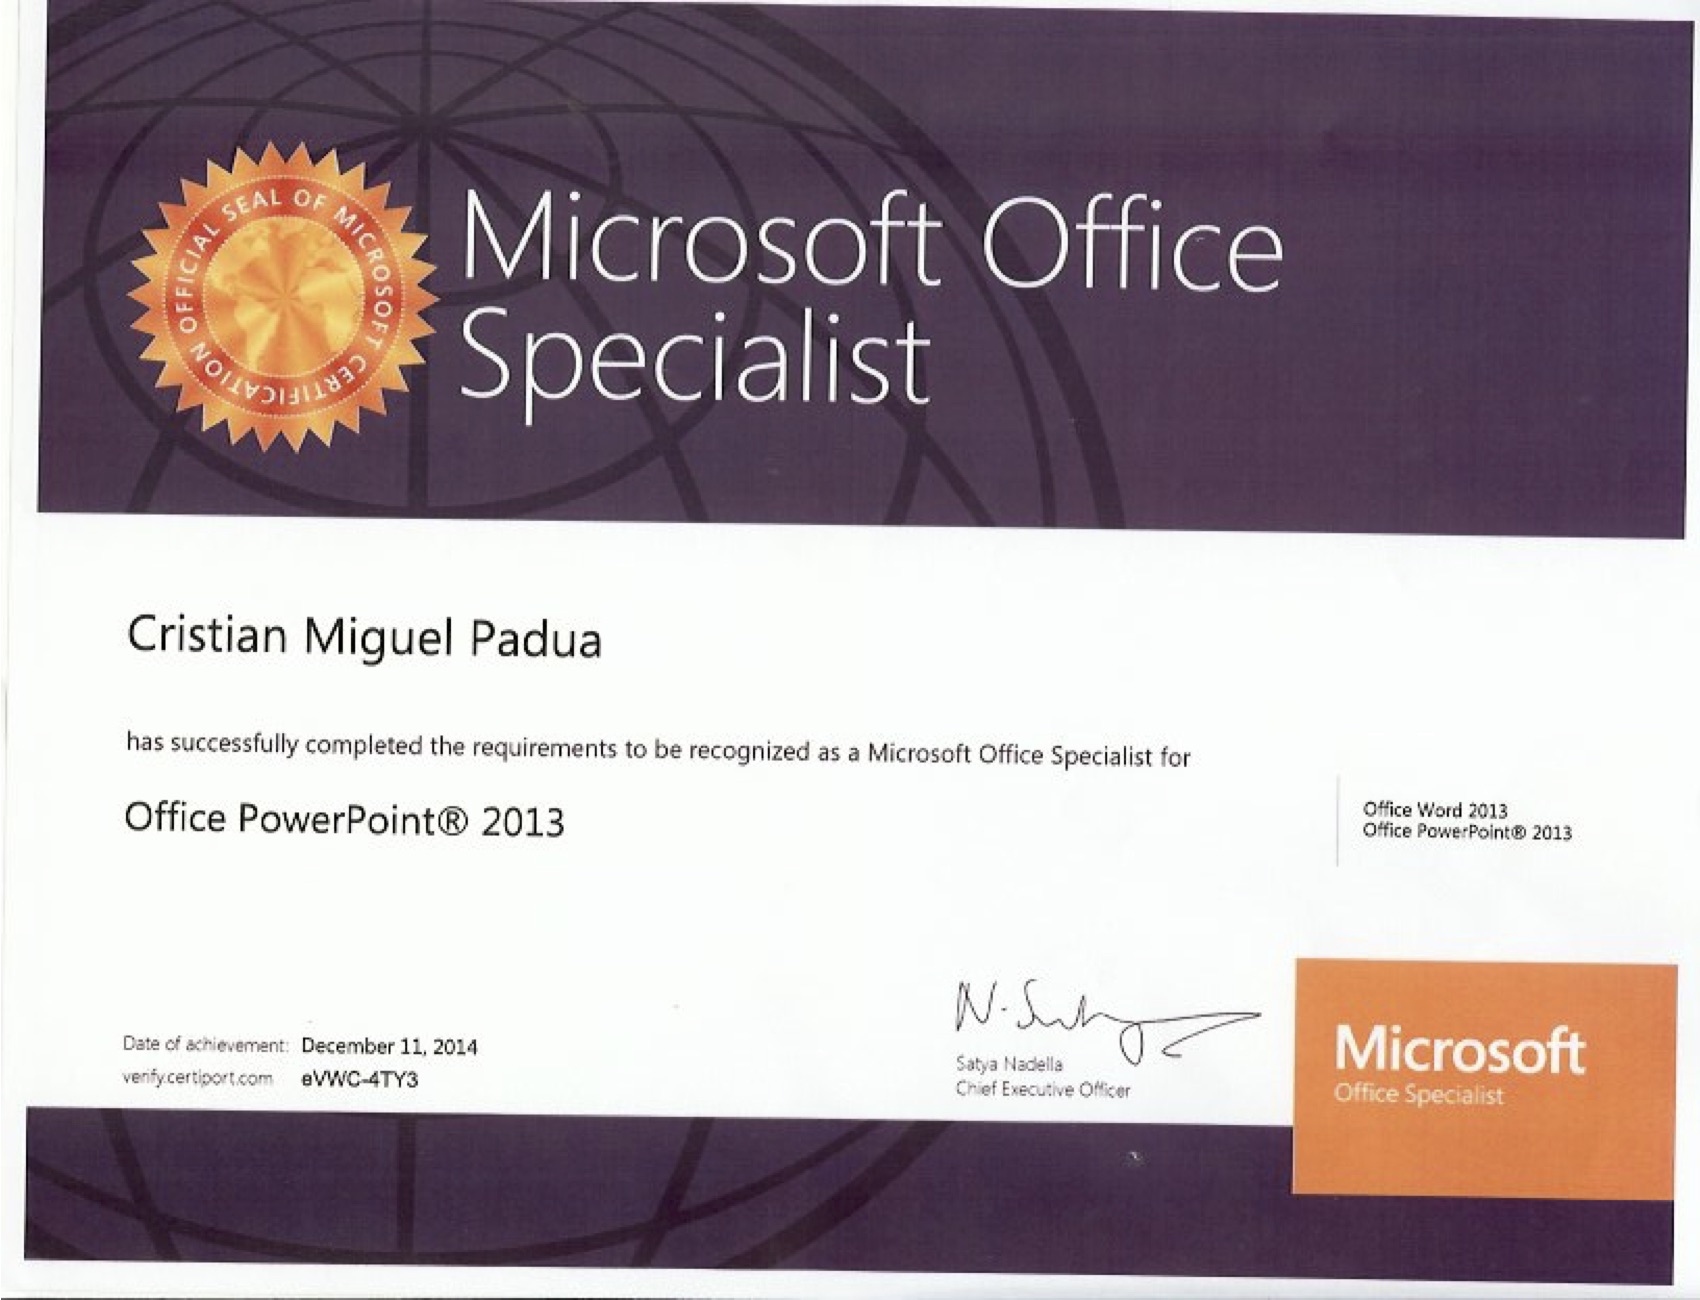 OFFICIAL SEAL OF MICROSOFT CERTIFICATION
Microsoft Office
Specialist
Cristian Miguel Padua
has successfully completed the requirements to be recognized as a Microsoft Office Specialist for
Office PowerPoint® 2013
Office Word 2013
Office PowerPoint® 2013
N. Satya
Satya Nadella
Chief Executive Officer
Date of achievement: December 11, 2014
verify.certiport.com eVWC-4TY3
Microsoft
Office Specialist